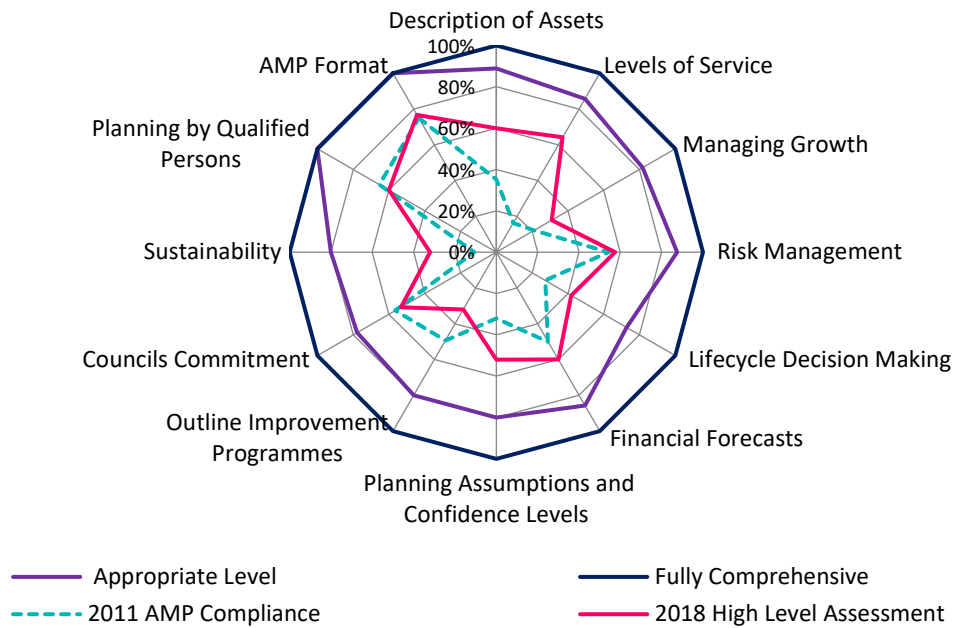 Description of Assets
100%
AMP Format
Levels of Service
80%
Planning by Qualified
Persons
60%
Managing Growth
40%
20%
Sustainability
0%
Risk Management
Councils Commitment
Lifecycle Decision Making
Outline Improvement
Programmes
Financial Forecasts
Planning Assumptions and
Confidence Levels
Appropriate Level
Fully Comprehensive
2011 AMP Compliance
2018 High Level Assessment